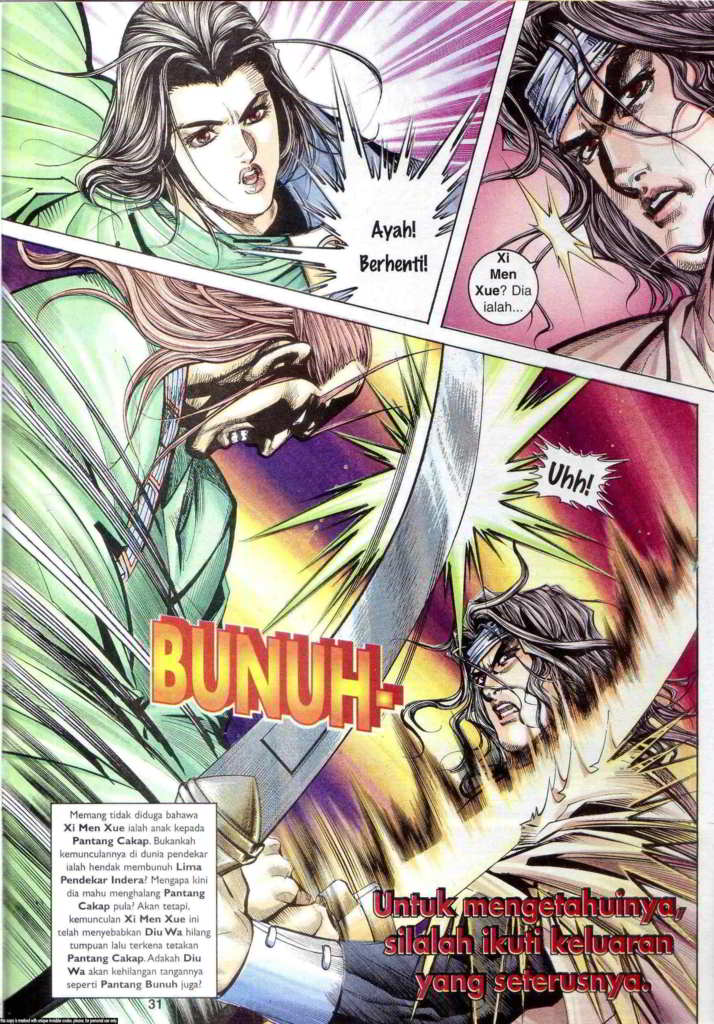 Ayah!
Berhenti!
Xi
Men
Xue? Dia
ialah...
Uhh!
BUNUH-
Memang tidak diduga bahawa
Xi Men Xue ialah anak kepada
Pantang Cakap. Bukankah
kemunculannya di dunia pendekar
ialah hendak membunuh Lima
Pendekar Indera? Mengapa kini
dia mahu menghalang Pantang
Cakap pula? Akan tetapi,
kemunculan Xi Men Xue ini
telah menyebabkan Diu Wa hilang
tumpuan lalu terkena tetakan
Pantang Cakap. Adakah Diu
Wa akan kehilangan tangannya
seperti Pantang Bunuh juga?
Untuk mengetahuinya,
silalah ikuti keluaran
yang seterusnya.
31